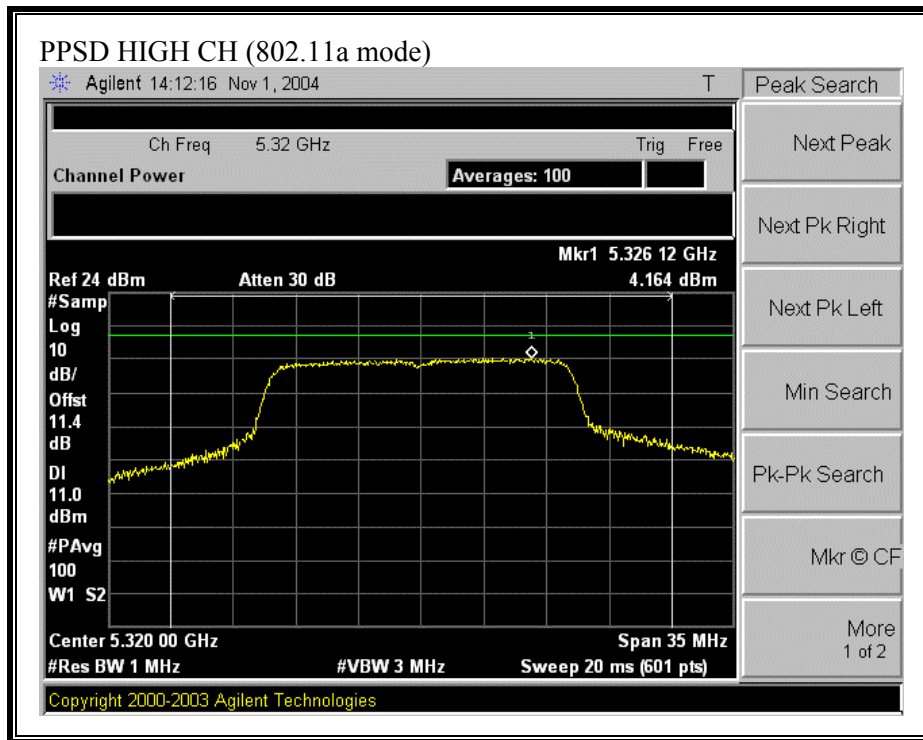 PPSD HIGH CH (802.11a mode)
Agilent 14:12:16 Nov 1, 2004 T
Peak Search
Ch Freq 5.32 GHz Trig Free
Channel Power Averages: 100
Next Peak
Next Pk Right
Mkr1 5.326 12 GHz
Ref 24 dBm Atten 30 dB 4.164 dBm
#Samp
Log
10
dB/
Offst
11.4
dB
DI
11.0
dBm
#PAvg
100
W1 S2
1
Next Pk Left
Min Search
Pk-Pk Search
Mkr © CF
More
1 of 2
Center 5.320 00 GHz Span 35 MHz
#Res BW 1 MHz #VBW 3 MHz Sweep 20 ms (601 pts)
Copyright 2000-2003 Agilent Technologies